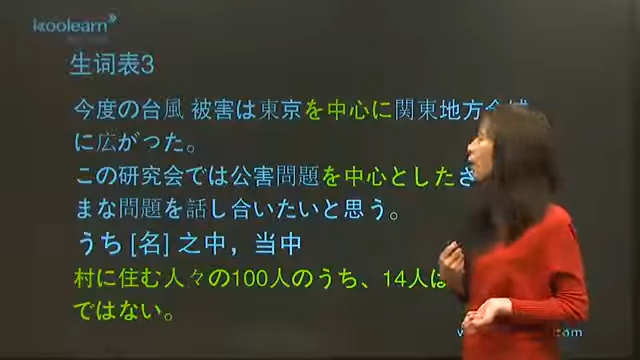 koolearn
生词表3
今度の台風 被害は東京を中心に関東地方全域
に広がった。
この研究会では公害問題を中心としたさ
まな問題を話し合いたいと思う。
うち [名] 之中，当中
村に住む人々の100人のうち、14人は
ではない。